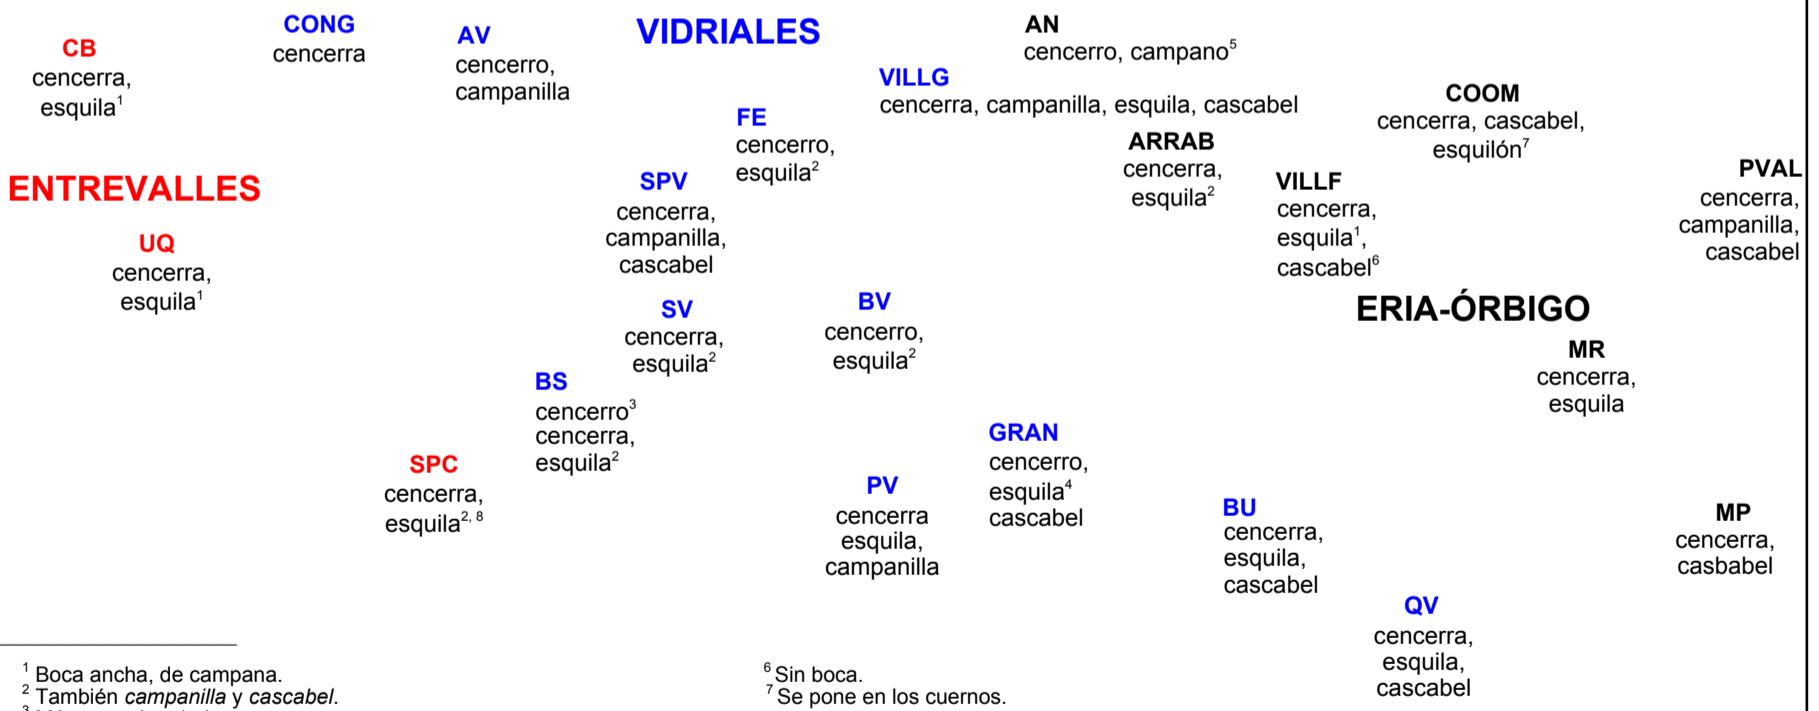 CONG
cencerra
CB
cencerra,
esquila¹
AV
cencerro,
campanilla
VIDRIALES
AN
cencerro, campano⁵
VILLG
cencerra, campanilla, esquila, cascabel
COOM
cencerra, cascabel,
esquilón⁷
FE
cencerro,
esquila²
ARRAB
cencerra,
esquila²
PVAL
cencerra,
campanilla,
cascabel
ENTREVALLES
SPV
cencerra,
campanilla,
cascabel
VILLF
cencerra,
esquila¹,
cascabel⁶
UQ
cencerra,
esquila¹
SV
cencerra,
esquila²
BV
cencerro,
esquila²
ERIA-ÓRBIGO
MR
cencerra,
esquila
BS
cencerro³
cencerra,
esquila²
GRAN
cencerro,
esquila⁴
cascabel
SPC
cencerra,
esquila²,⁸
PV
cencerra
esquila,
campanilla
BU
cencerra,
esquila,
cascabel
MP
cencerra,
casbabel
QV
cencerra,
esquila,
cascabel
¹ Boca ancha, de campana.
² También campanilla y cascabel.
⁶ Sin boca.
⁷ Se pone en los cuernos.